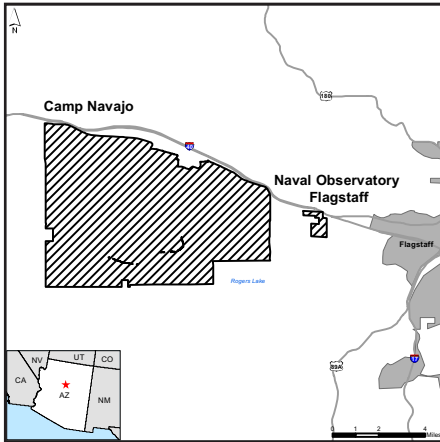 N
180
Camp Navajo
40
Naval Observatory
Flagstaff
Flagstaff
Rogers Lake
NV
UT
CO
CA
AZ
NM
89A
17
0
1
2
4
Miles